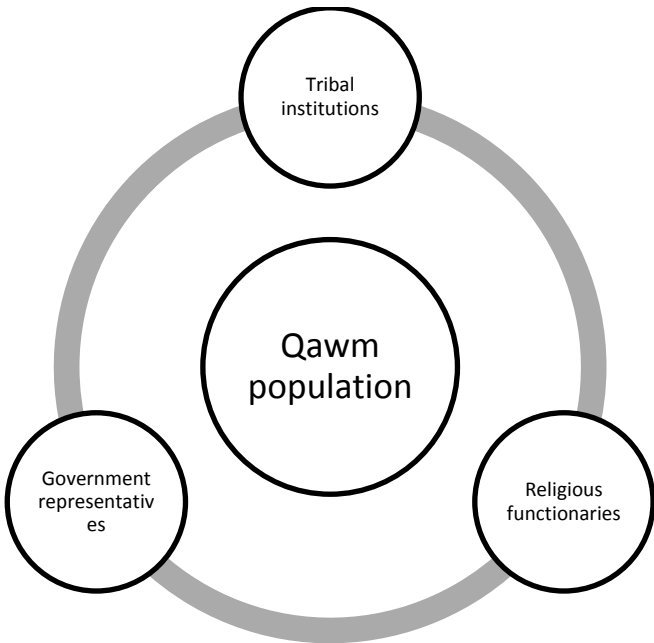 Tribal
institutions
Qawm
population
Government
representativ
es
Religious
functionaries